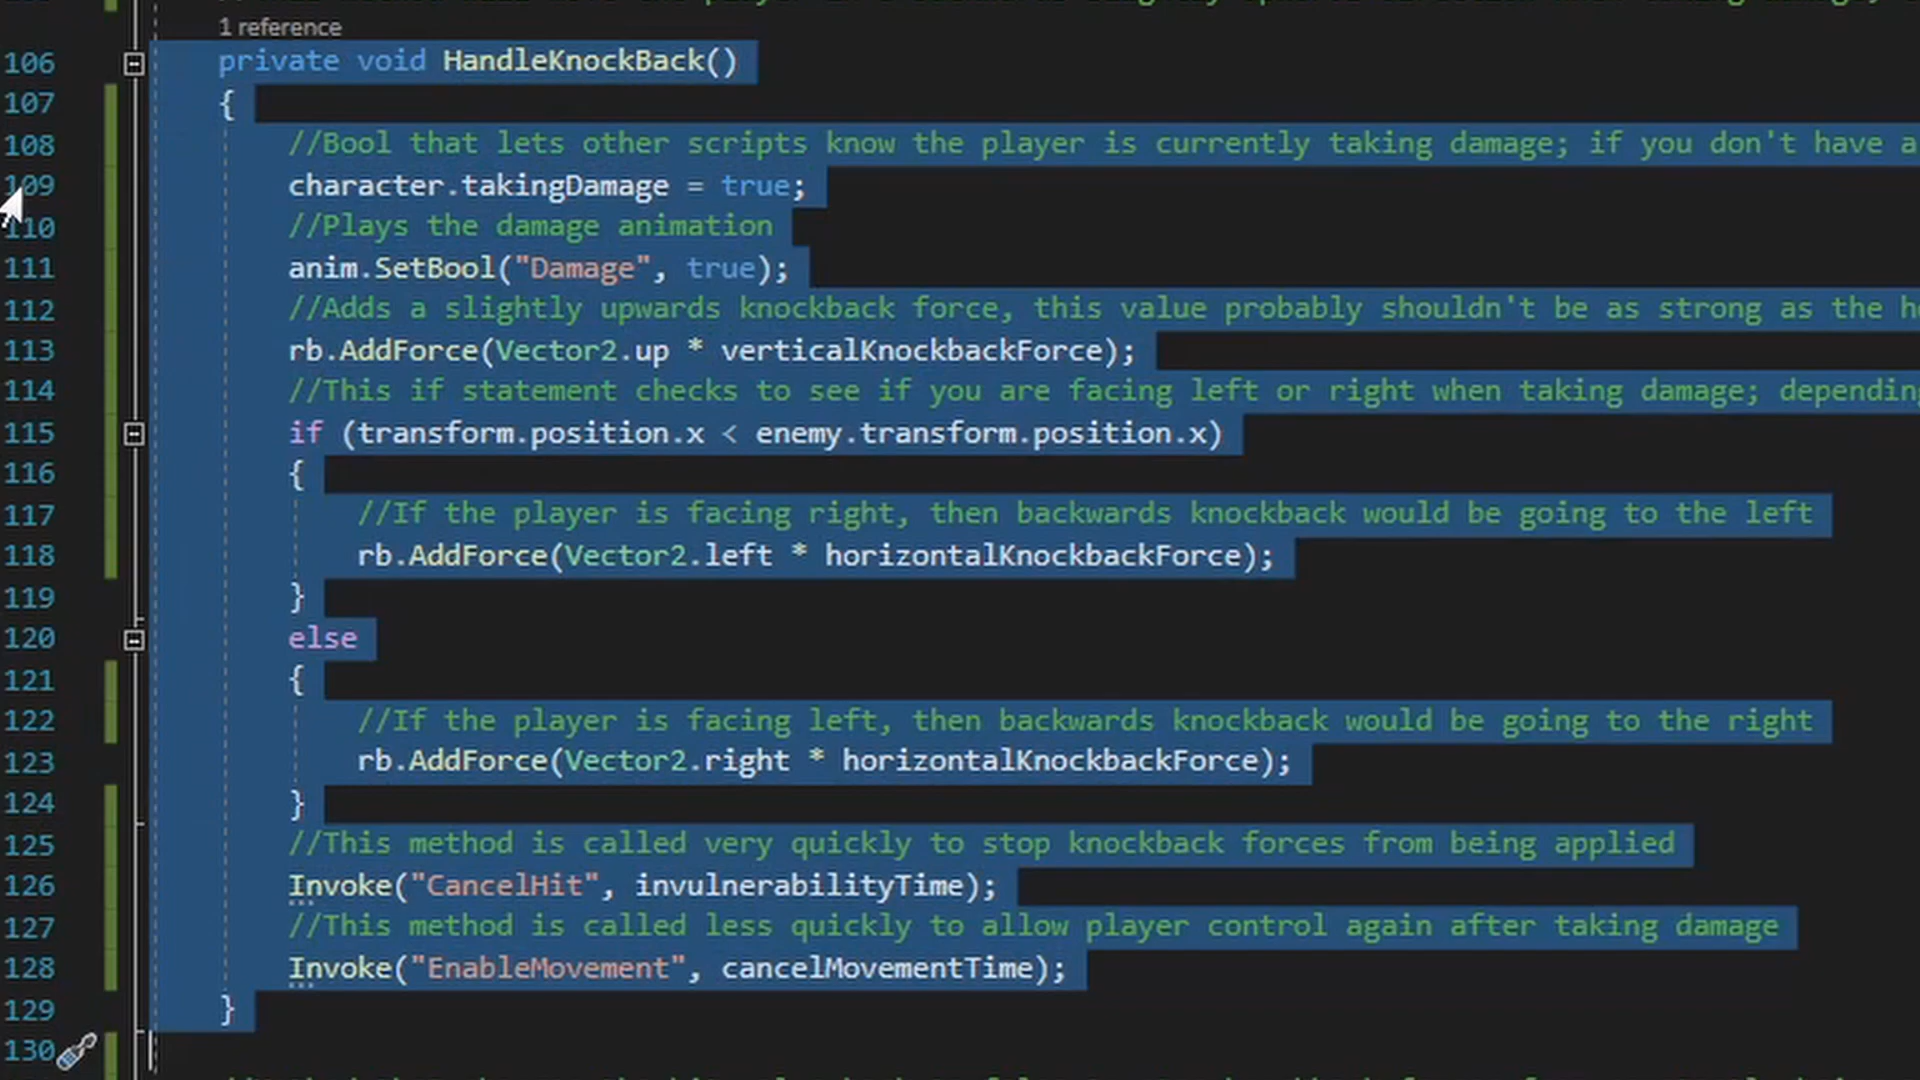 1 reference
106 private void HandleKnockBack()
107 {
108 //Bool that lets other scripts know the player is currently taking damage; if you don't have a
109 character.takingDamage = true;
110 //Plays the damage animation
111 anim.SetBool("Damage", true);
112 //Adds a slightly upwards knockback force, this value probably shouldn't be as strong as the
113 rb.AddForce(Vector2.up * verticalKnockbackForce);
114 //This if statement checks to see if you are facing left or right when taking damage; depending
115 if (transform.position.x < enemy.transform.position.x)
116 {
117 //If the player is facing right, then backwards knockback would be going to the left
118 rb.AddForce(Vector2.left * horizontalKnockbackForce);
119 }
120 else
121 {
122 //If the player is facing left, then backwards knockback would be going to the right
123 rb.AddForce(Vector2.right * horizontalKnockbackForce);
124 }
125 //This method is called very quickly to stop knockback forces from being applied
126 Invoke("CancelHit", invulnerabilityTime);
127 //This method is called less quickly to allow player control again after taking damage
128 Invoke("EnableMovement", cancelMovementTime);
129 }
130